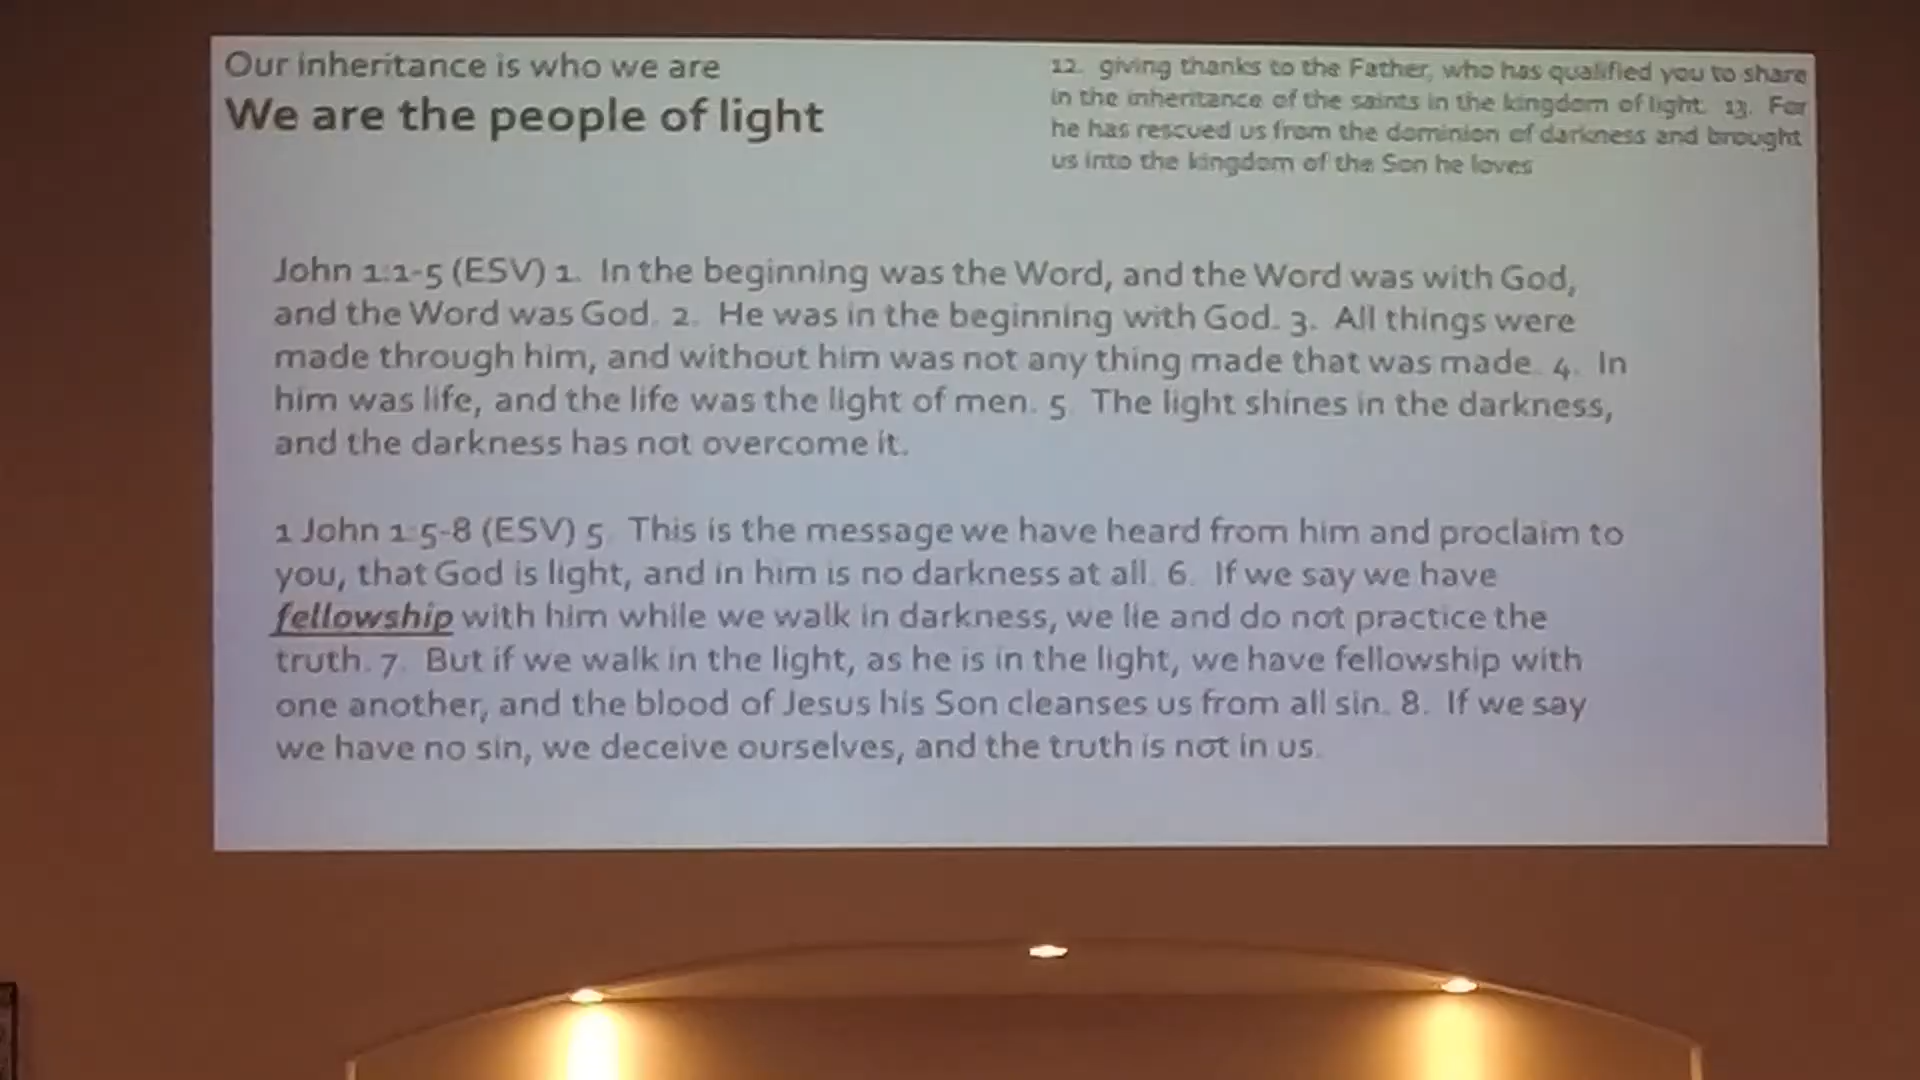 Our inheritance is who we are
We are the people of light
12. giving thanks to the Father, who has qualified you to share
in the inheritance of the saints in the kingdom of light. 13. For
he has rescued us from the dominion of darkness and brought
us into the kingdom of the Son he loves
John 1:1-5 (ESV) 1. In the beginning was the Word, and the Word was with God,
and the Word was God. 2. He was in the beginning with God. 3. All things were
made through him, and without him was not any thing made that was made. 4. In
him was life, and the life was the light of men. 5. The light shines in the darkness,
and the darkness has not overcome it.
1 John 1:5-8 (ESV) 5. This is the message we have heard from him and proclaim to
you, that God is light, and in him is no darkness at all. 6. If we say we have
fellowship with him while we walk in darkness, we lie and do not practice the
truth. 7. But if we walk in the light, as he is in the light, we have fellowship with
one another, and the blood of Jesus his Son cleanses us from all sin. 8. If we say
we have no sin, we deceive ourselves, and the truth is not in us.